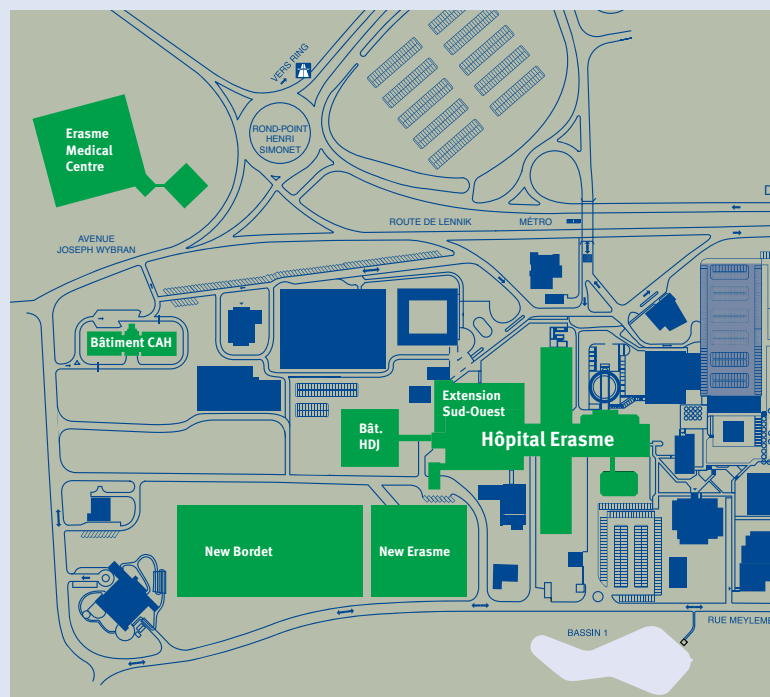 VERS RING
ROND-POINT
HENRI
SIMONET
Erasme
Medical
Centre
ROUTE DE LENNIK
MÉTRO
AVENUE
JOSEPH WYBRAN
Bâtiment CAH
Extension
Sud-Ouest
Bât.
HDJ
Hôpital Erasme
New Bordet
New Erasme
BASSIN 1
RUE MEYLEME